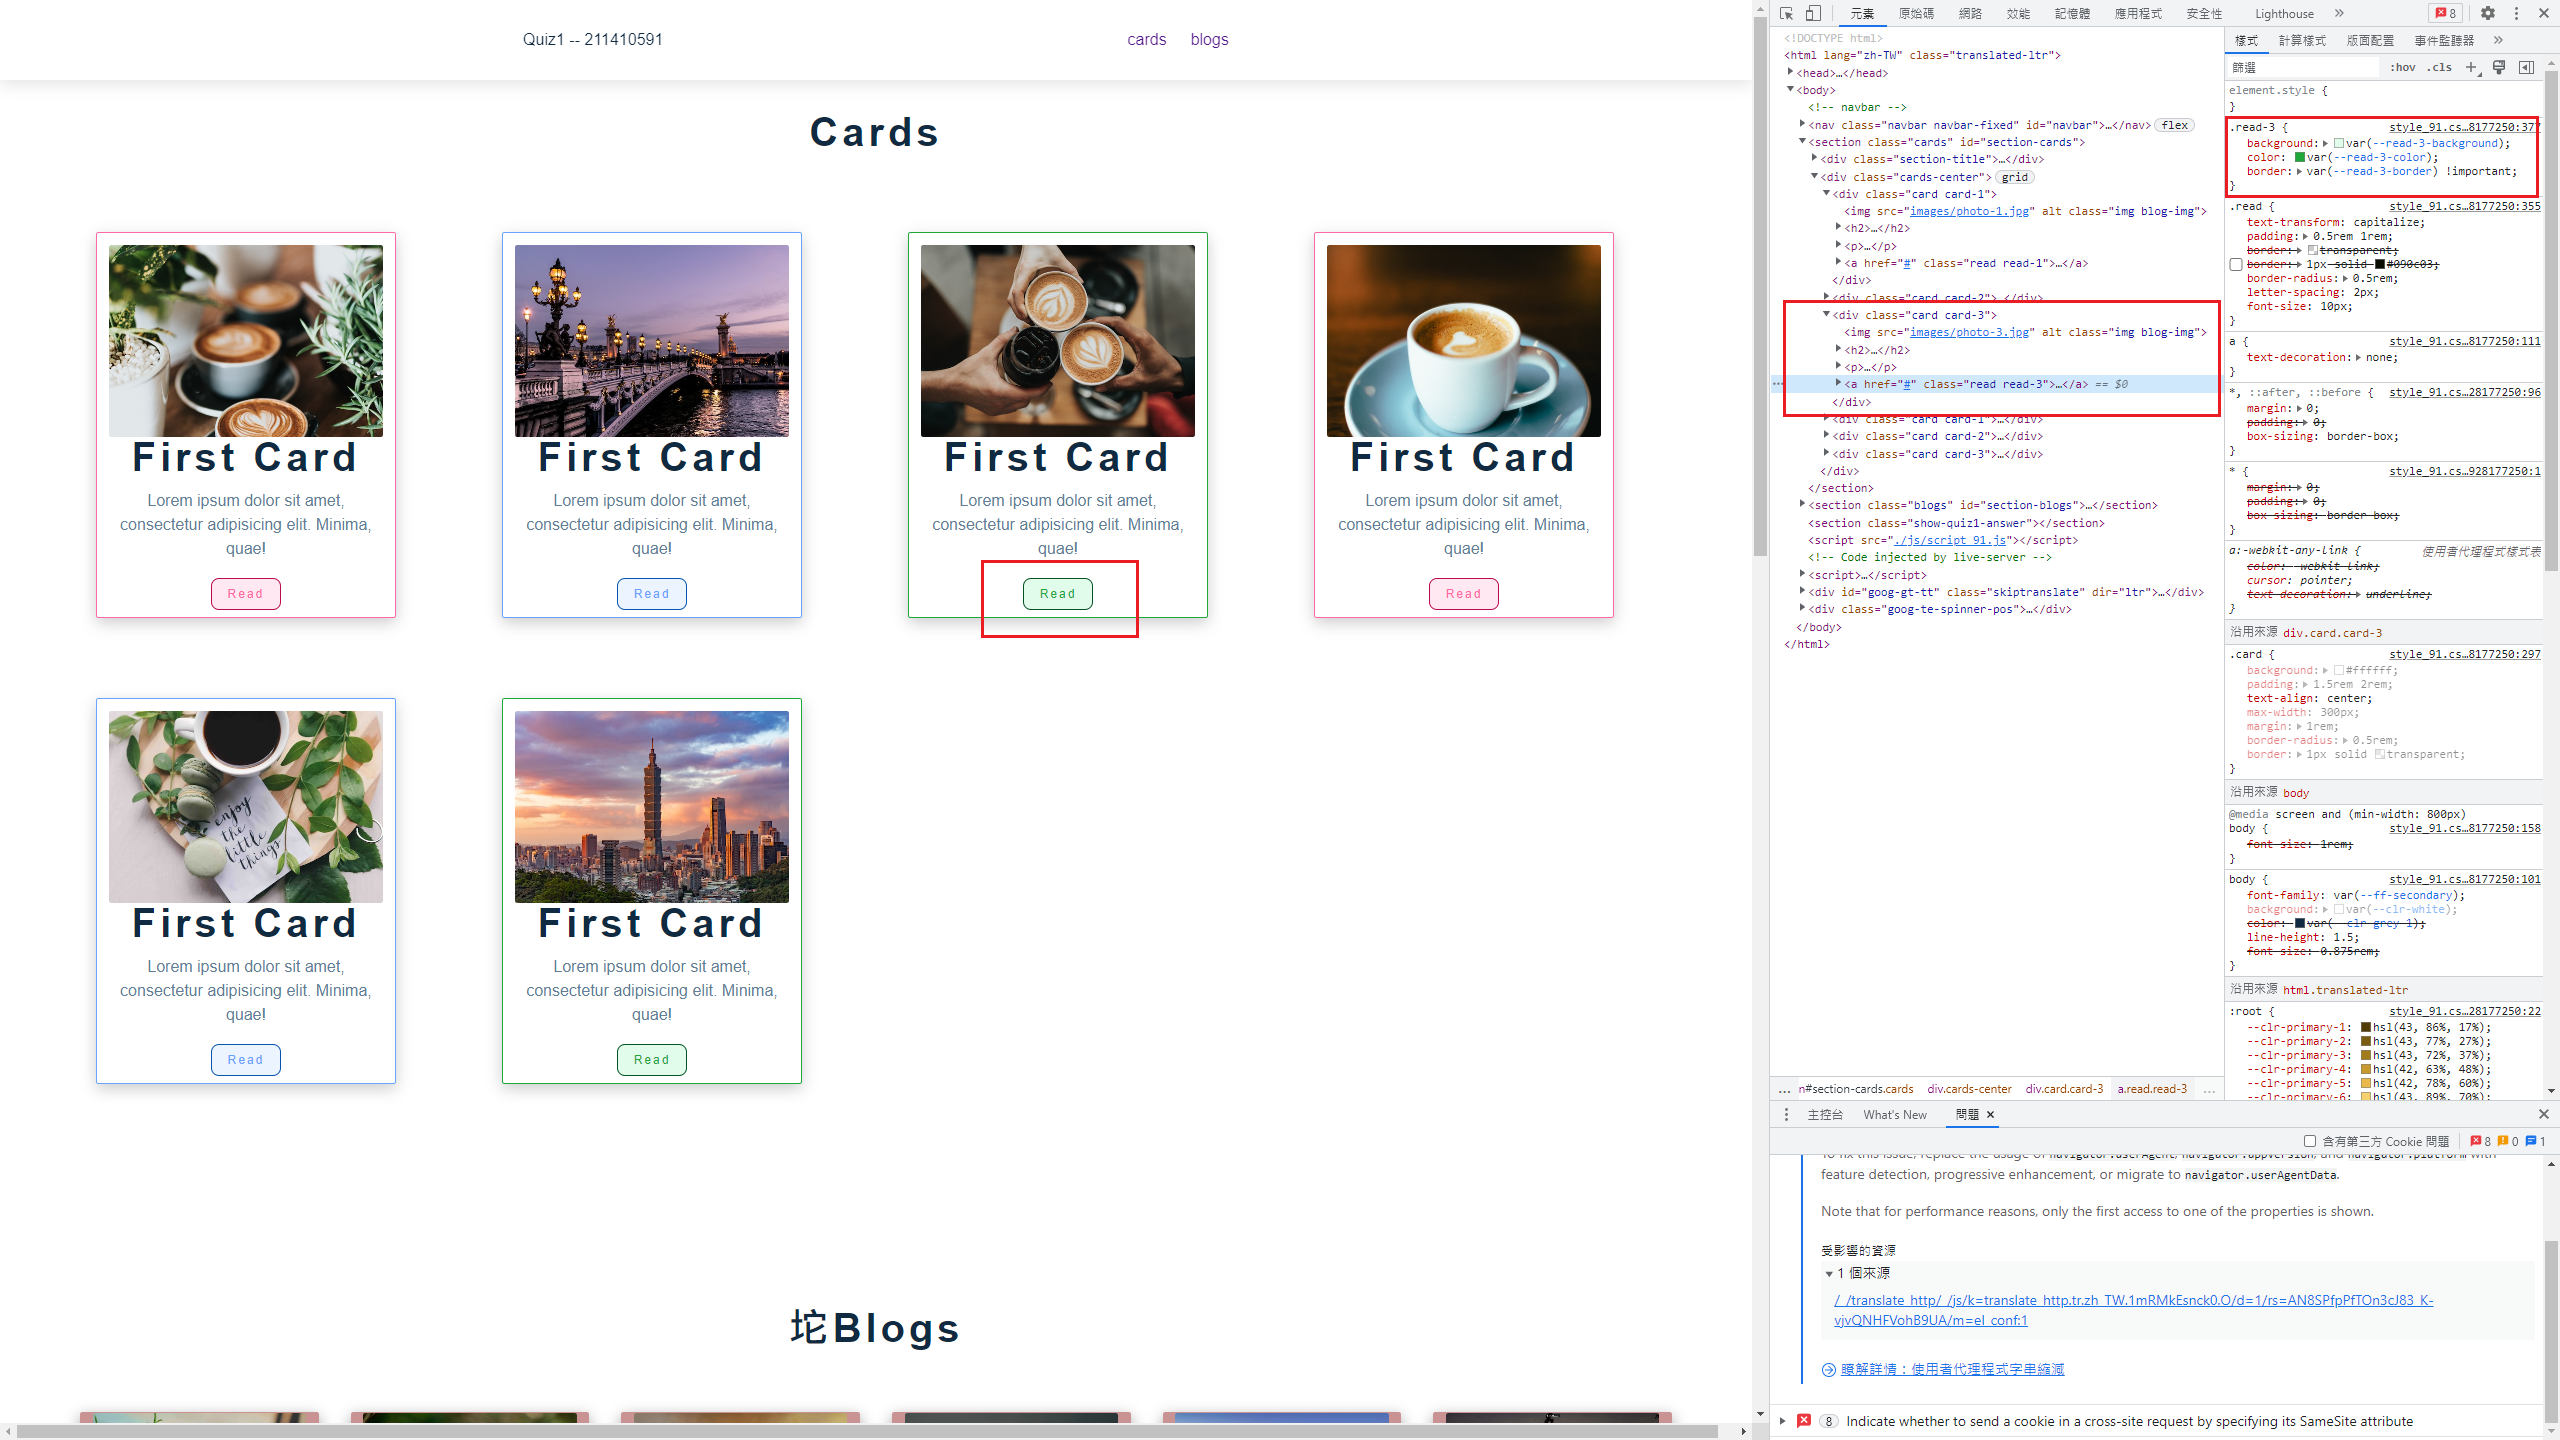 Quiz1 -- 211410591
cards blogs
Cards
First Card
Lorem ipsum dolor sit amet,
consectetur adipisicing elit. Minima,
quae!
Read
First Card
Lorem ipsum dolor sit amet,
consectetur adipisicing elit. Minima,
quae!
Read
First Card
Lorem ipsum dolor sit amet,
consectetur adipisicing elit. Minima,
quae!
Read
First Card
Lorem ipsum dolor sit amet,
consectetur adipisicing elit. Minima,
quae!
Read
enjoy
the
little
things
First Card
Lorem ipsum dolor sit amet,
consectetur adipisicing elit. Minima,
quae!
Read
First Card
Lorem ipsum dolor sit amet,
consectetur adipisicing elit. Minima,
quae!
Read
坨Blogs
元素 原始碼 網路 效能 記憶體 應用程式 安全性 Lighthouse » 8
<!DOCTYPE html>
<html lang="zh-TW" class="translated-ltr">
<head>…</head>
<body>
<!-- navbar -->
<nav class="navbar navbar-fixed" id="navbar">…</nav> flex
<section class="cards" id="section-cards">
<div class="section-title">…</div>
<div class="cards-center"> grid
<div class="card card-1">
<img src="images/photo-1.jpg" alt class="img blog-img">
<h2>…</h2>
<p>…</p>
<a href="#" class="read read-1">…</a>
</div>
<div class="card card-2">…</div>
<div class="card card-3">
<img src="images/photo-3.jpg" alt class="img blog-img">
<h2>…</h2>
<p>…</p>
<a href="#" class="read read-3">…</a> == $0
</div>
<div class="card card-1">…</div>
<div class="card card-2">…</div>
<div class="card card-3">…</div>
</div>
</section>
<section class="blogs" id="section-blogs">…</section>
<section class="show-quiz1-answer"></section>
<script src="./js/script_91.js"></script>
<!-- Code injected by live-server -->
<script>…</script>
<div id="goog-gt-tt" class="skiptranslate" dir="ltr">…</div>
<div class="goog-te-spinner-pos">…</div>
</body>
</html>
… n#section-cards.cards div.cards-center div.card.card-3 a.read.read-3 …
樣式 計算樣式 版面配置 事件監聽器 »
篩選 :hov .cls
element.style {
}
.read-3 { style_91.cs…8177250:377
background: var(--read-3-background);
color: var(--read-3-color);
border: var(--read-3-border) !important;
}
.read { style_91.cs…8177250:355
text-transform: capitalize;
padding: 0.5rem 1rem;
border: transparent;
border: 1px solid #090c03;
border-radius: 0.5rem;
letter-spacing: 2px;
font-size: 10px;
}
a { style_91.cs…8177250:111
text-decoration: none;
}
*, ::after, ::before { style_91.cs…28177250:96
margin: 0;
padding: 0;
box-sizing: border-box;
}
* { style_91.cs…928177250:1
margin: 0;
padding: 0;
box-sizing: border-box;
}
a:-webkit-any-link { 使用者代理程式樣式表
color: -webkit-link;
cursor: pointer;
text-decoration: underline;
}
沿用來源 div.card.card-3
.card { style_91.cs…8177250:297
background: #ffffff;
padding: 1.5rem 2rem;
text-align: center;
max-width: 300px;
margin: 1rem;
border-radius: 0.5rem;
border: 1px solid transparent;
}
沿用來源 body
@media screen and (min-width: 800px)
body { style_91.cs…8177250:158
font-size: 1rem;
}
body { style_91.cs…8177250:101
font-family: var(--ff-secondary);
background: var(--clr-white);
color: var(--clr-grey-1);
line-height: 1.5;
font-size: 0.875rem;
}
沿用來源 html.translated-ltr
:root { style_91.cs…28177250:22
--clr-primary-1: hsl(43, 86%, 17%);
--clr-primary-2: hsl(43, 77%, 27%);
--clr-primary-3: hsl(43, 72%, 37%);
--clr-primary-4: hsl(42, 63%, 48%);
--clr-primary-5: hsl(42, 78%, 60%);
--clr-primary-6: hsl(43, 89%, 70%);
主控台 What's New 問題
含有第三方 Cookie 問題 8 0 1
To fix this issue, replace the usage of navigator.userAgent, navigator.appVersion, and navigator.platform with
feature detection, progressive enhancement, or migrate to navigator.userAgentData.
Note that for performance reasons, only the first access to one of the properties is shown.
受影響的資源
1 個來源
/_/translate_http/_/js/k=translate_http.tr.zh_TW.1mRMkEsnck0.O/d=1/rs=AN8SPfpPfTOn3cJ83_K-
vjvQNHFVohB9UA/m=el_conf:1
瞭解詳情：使用者代理程式字串縮減
8 Indicate whether to send a cookie in a cross-site request by specifying its SameSite attribute